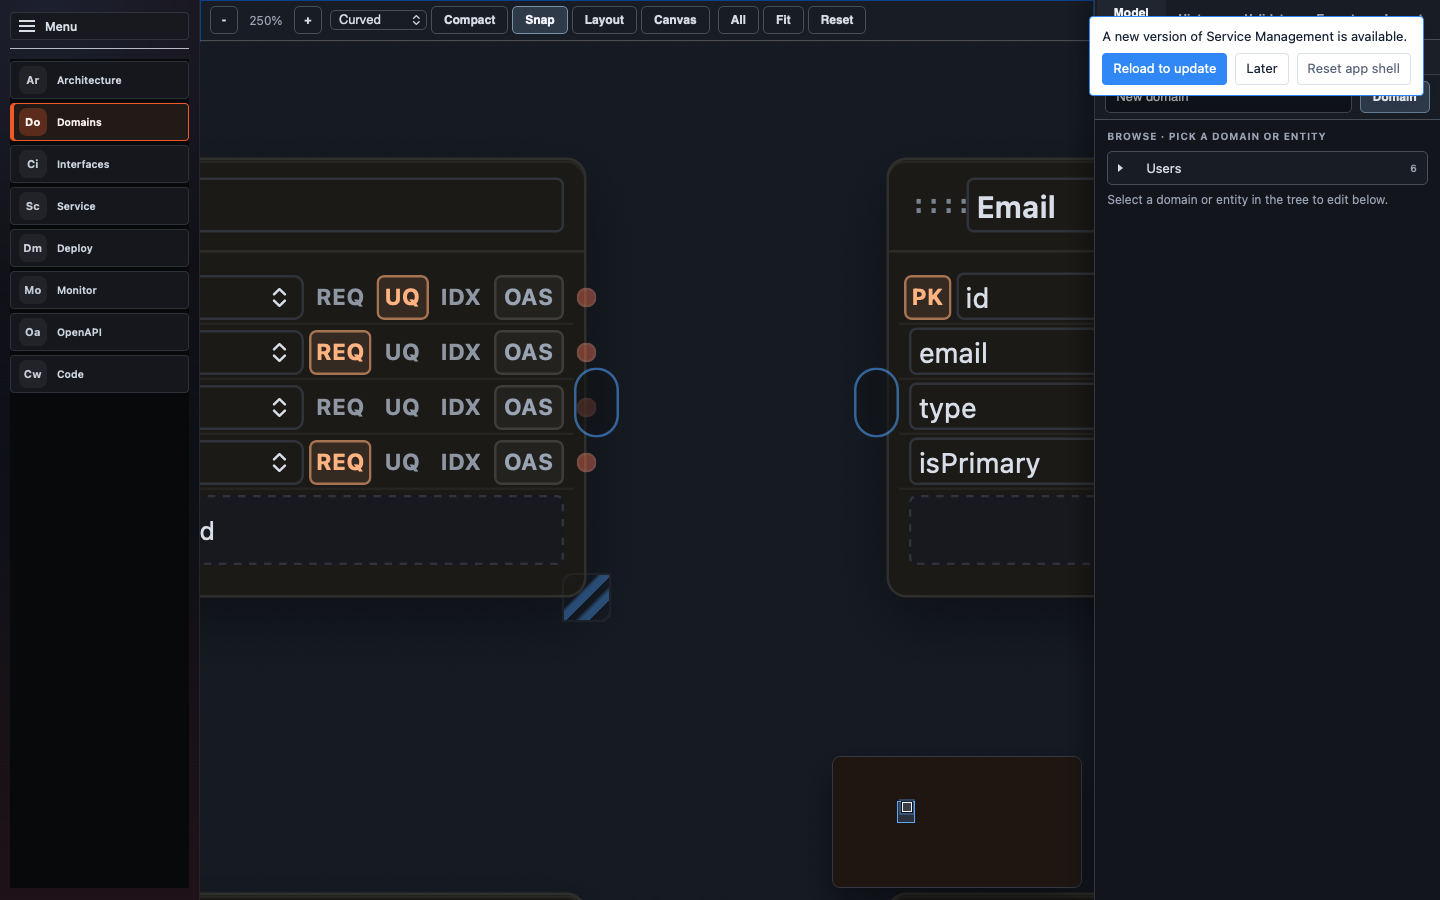 Menu
Ar Architecture
Do Domains
Ci Interfaces
Sc Service
Dm Deploy
Mo Monitor
Oa OpenAPI
Cw Code
- 250% + Curved Compact Snap Layout Canvas All Fit Reset
REQ UQ IDX OAS
REQ UQ IDX OAS
REQ UQ IDX OAS
REQ UQ IDX OAS
d
Email
PK id
email
type
isPrimary
Model
A new version of Service Management is available.
Reload to update Later Reset app shell
New domain Domain
BROWSE · PICK A DOMAIN OR ENTITY
Users 6
Select a domain or entity in the tree to edit below.